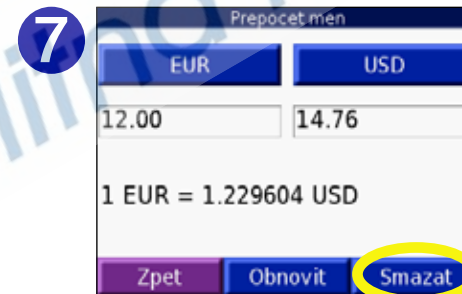 7
Prepocet men
EUR USD
12.00 14.76
1 EUR = 1.229604 USD
Zpet Obnovit Smazat